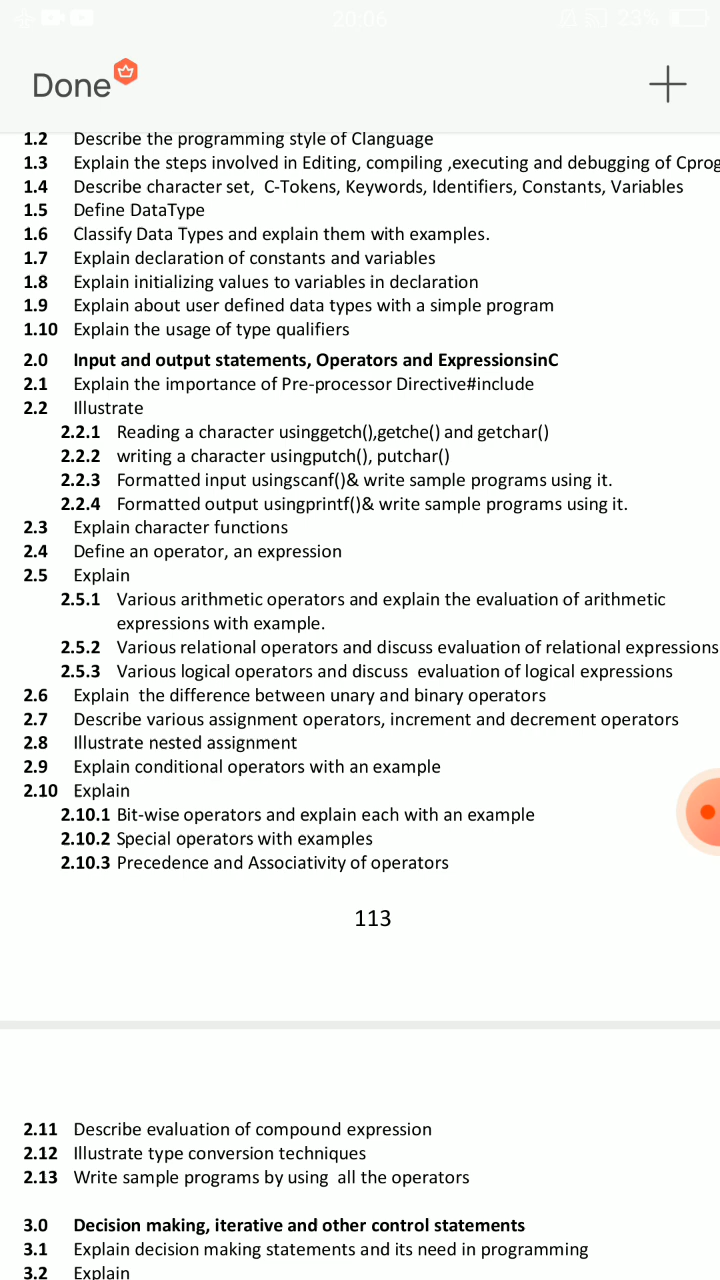 20:06
23%
Done
1.2 Describe the programming style of Clanguage
1.3 Explain the steps involved in Editing, compiling ,executing and debugging of Cprog
1.4 Describe character set, C-Tokens, Keywords, Identifiers, Constants, Variables
1.5 Define DataType
1.6 Classify Data Types and explain them with examples.
1.7 Explain declaration of constants and variables
1.8 Explain initializing values to variables in declaration
1.9 Explain about user defined data types with a simple program
1.10 Explain the usage of type qualifiers
2.0 Input and output statements, Operators and ExpressionsinC
2.1 Explain the importance of Pre-processor Directive#include
2.2 Illustrate
2.2.1 Reading a character usinggetch(),getche() and getchar()
2.2.2 writing a character usingputch(), putchar()
2.2.3 Formatted input usingscanf()& write sample programs using it.
2.2.4 Formatted output usingprintf()& write sample programs using it.
2.3 Explain character functions
2.4 Define an operator, an expression
2.5 Explain
2.5.1 Various arithmetic operators and explain the evaluation of arithmetic
expressions with example.
2.5.2 Various relational operators and discuss evaluation of relational expressions
2.5.3 Various logical operators and discuss evaluation of logical expressions
2.6 Explain the difference between unary and binary operators
2.7 Describe various assignment operators, increment and decrement operators
2.8 Illustrate nested assignment
2.9 Explain conditional operators with an example
2.10 Explain
2.10.1 Bit-wise operators and explain each with an example
2.10.2 Special operators with examples
2.10.3 Precedence and Associativity of operators
113
2.11 Describe evaluation of compound expression
2.12 Illustrate type conversion techniques
2.13 Write sample programs by using all the operators
3.0 Decision making, iterative and other control statements
3.1 Explain decision making statements and its need in programming
3.2 Explain